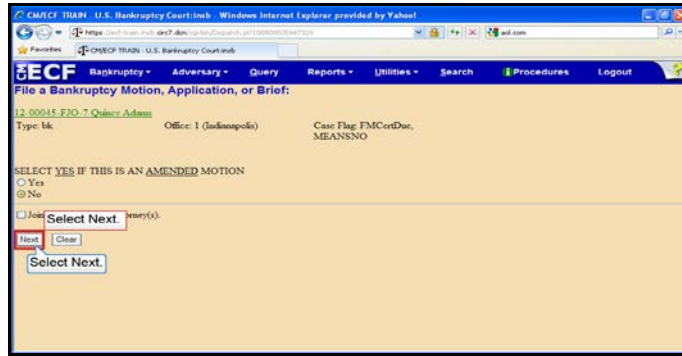 CM/ECF TRAIN - U.S. Bankruptcy Court:insb - Windows Internet Explorer provided by Yahoo!
aol.com
Favorites CM/ECF TRAIN - U.S. Bankruptcy Court:insb
ECF Bankruptcy Adversary Query Reports Utilities Search Procedures Logout
File a Bankruptcy Motion, Application, or Brief:
12-00045-FJO-7 Quincy Adams
Type: bk Office: 1 (Indianapolis) Case Flag: FMCertDue,
MEANSNO
SELECT YES IF THIS IS AN AMENDED MOTION
Yes
No
Select Next.
Next Clear
Select Next.